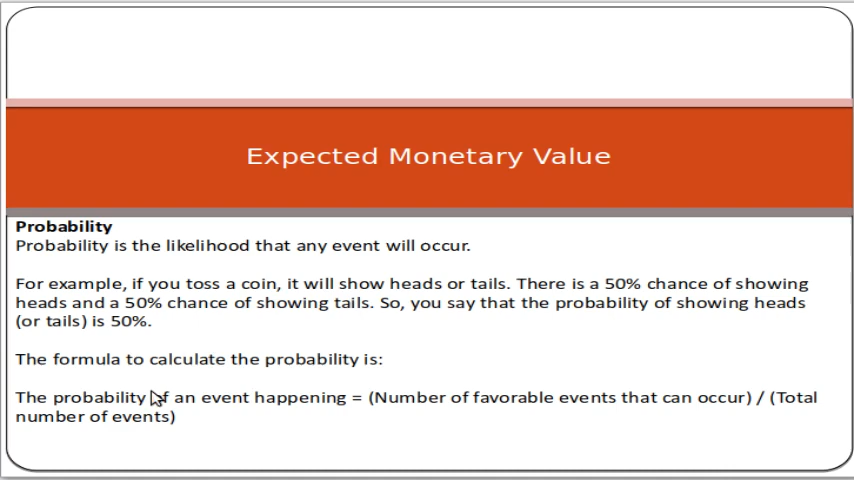 Expected Monetary Value
Probability
Probability is the likelihood that any event will occur.
For example, if you toss a coin, it will show heads or tails. There is a 50% chance of showing
heads and a 50% chance of showing tails. So, you say that the probability of showing heads
(or tails) is 50%.
The formula to calculate the probability is:
The probability of an event happening = (Number of favorable events that can occur) / (Total
number of events)